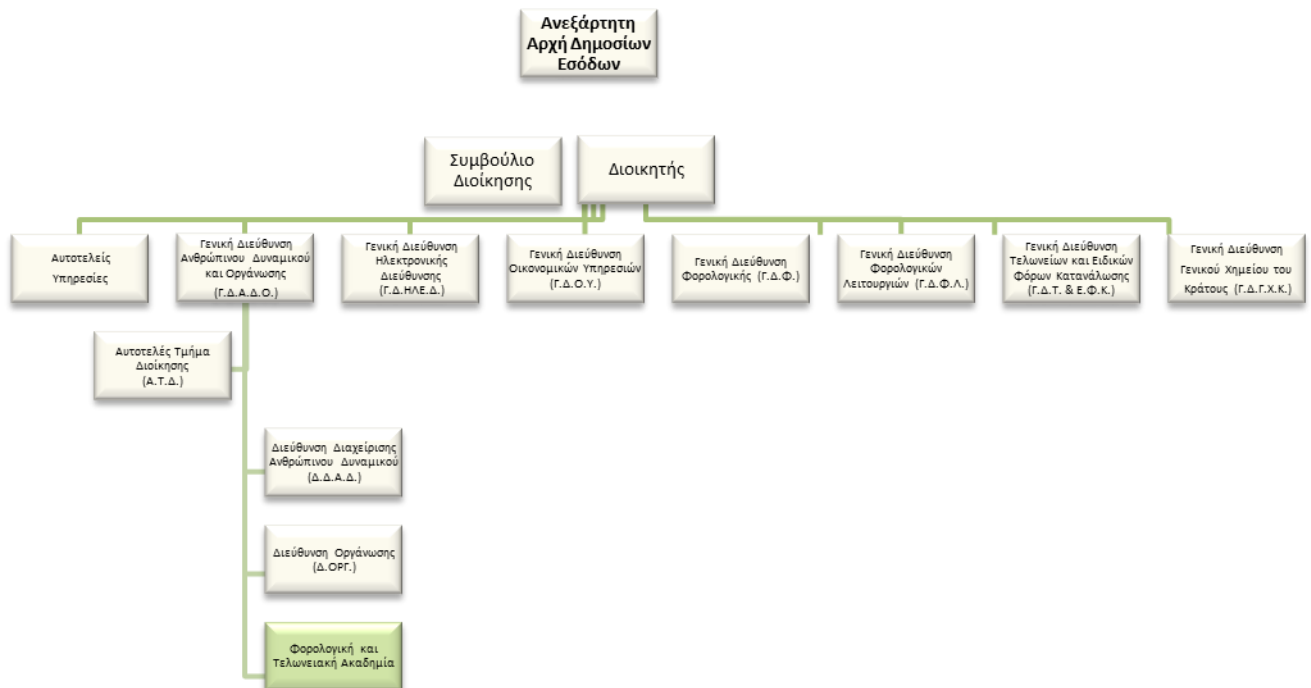 Ανεξάρτητη
Αρχή Δημοσίων
Εσόδων
Συμβούλιο
Διοίκησης
Διοικητής
Αυτοτελείς
Υπηρεσίες
Γενική Διεύθυνση
Ανθρώπινου Δυναμικού
και Οργάνωσης
(Γ.Δ.Α.Δ.Ο.)
Γενική Διεύθυνση
Ηλεκτρονικής
Διεύθυνσης
(Γ.Δ.ΗΛΕ.Δ.)
Γενική Διεύθυνση
Οικονομικών Υπηρεσιών
(Γ.Δ.Ο.Υ.)
Γενική Διεύθυνση
Φορολογικής (Γ.Δ.Φ.)
Γενική Διεύθυνση
Φορολογικών
Λειτουργιών (Γ.Δ.Φ.Λ.)
Γενική Διεύθυνση
Τελωνείων και Ειδικών
Φόρων Κατανάλωσης
(Γ.Δ.Τ. & Ε.Φ.Κ.)
Γενική Διεύθυνση
Γενικού Χημείου του
Κράτους (Γ.Δ.Γ.Χ.Κ.)
Αυτοτελές Τμήμα
Διοίκησης
(Α.Τ.Δ.)
Διεύθυνση Διαχείρισης
Ανθρώπινου Δυναμικού
(Δ.Δ.Α.Δ.)
Διεύθυνση Οργάνωσης
(Δ.ΟΡΓ.)
Φορολογική και
Τελωνειακή Ακαδημία